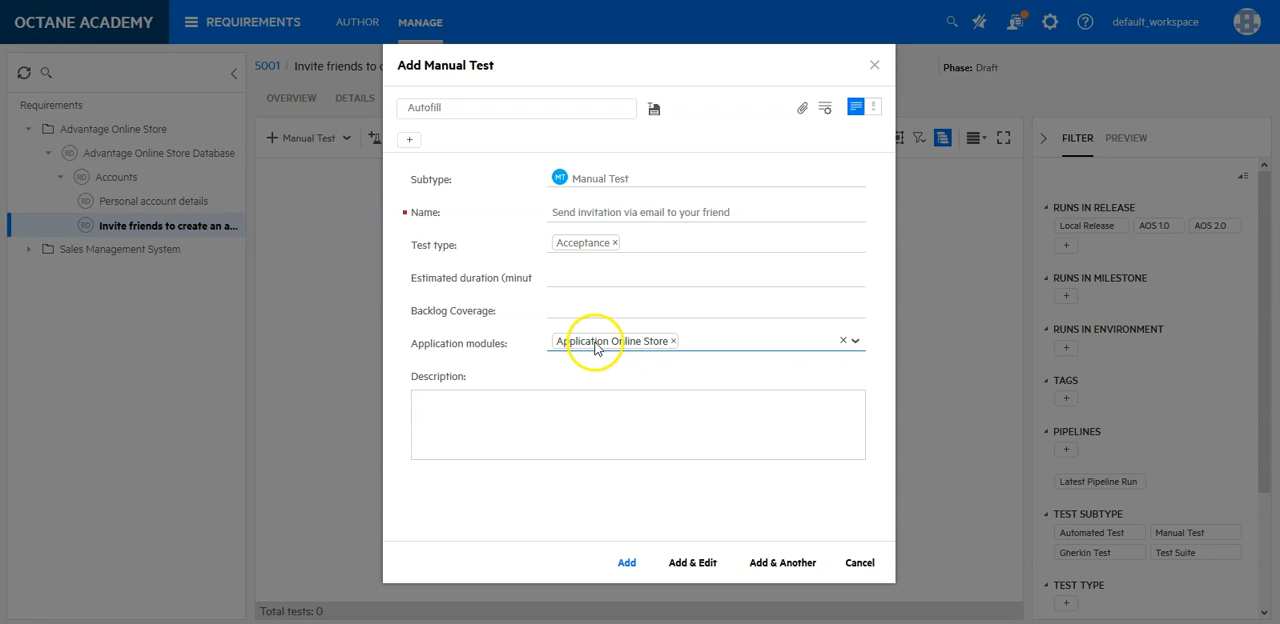 OCTANE ACADEMY
REQUIREMENTS
AUTHOR
MANAGE
default_workspace
Requirements
Advantage Online Store
RD Advantage Online Store Database
RD Accounts
RD Personal account details
RD Invite friends to create an a...
Sales Management System
5001 Invite friends to
Phase: Draft
OVERVIEW
DETAILS
+ Manual Test
Total tests: 0
Add Manual Test
Autofill
+
Subtype:
MT Manual Test
Name:
Send invitation via email to your friend
Test type:
Acceptance ×
Estimated duration (minut
Backlog Coverage:
Application modules:
Application Online Store ×
Description:
Add
Add & Edit
Add & Another
Cancel
FILTER
PREVIEW
RUNS IN RELEASE
Local Release
AOS 1.0
AOS 2.0
+
RUNS IN MILESTONE
+
RUNS IN ENVIRONMENT
+
TAGS
+
PIPELINES
+
Latest Pipeline Run
TEST SUBTYPE
Automated Test
Manual Test
Gherkin Test
Test Suite
TEST TYPE
+